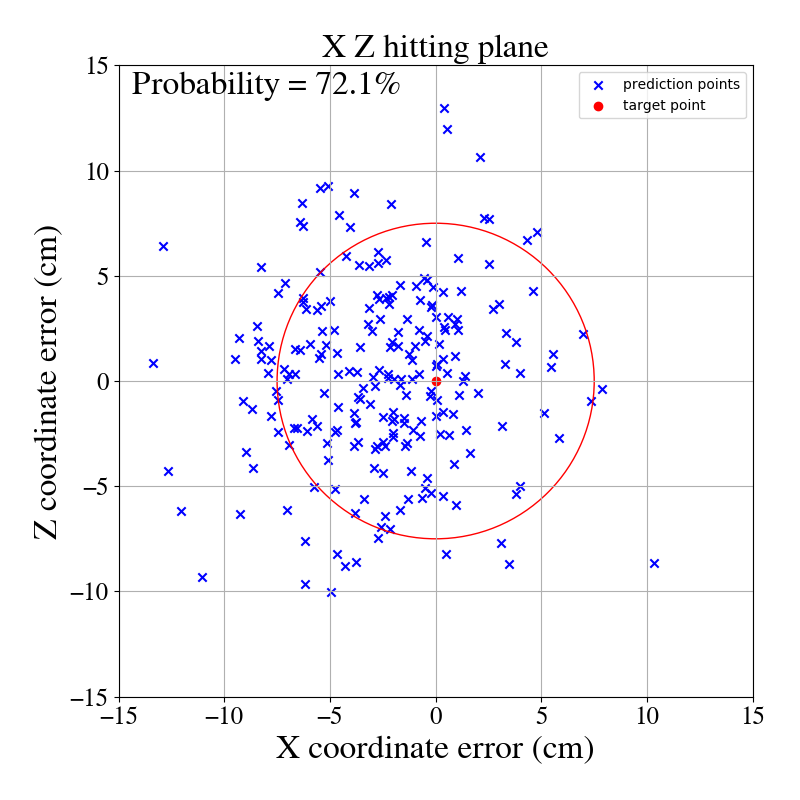 X Z hitting plane
Probability = 72.1%
prediction points
target point
15
10
5
0
−5
−10
−15
Z coordinate error (cm)
−15 −10 −5 0 5 10 15
X coordinate error (cm)